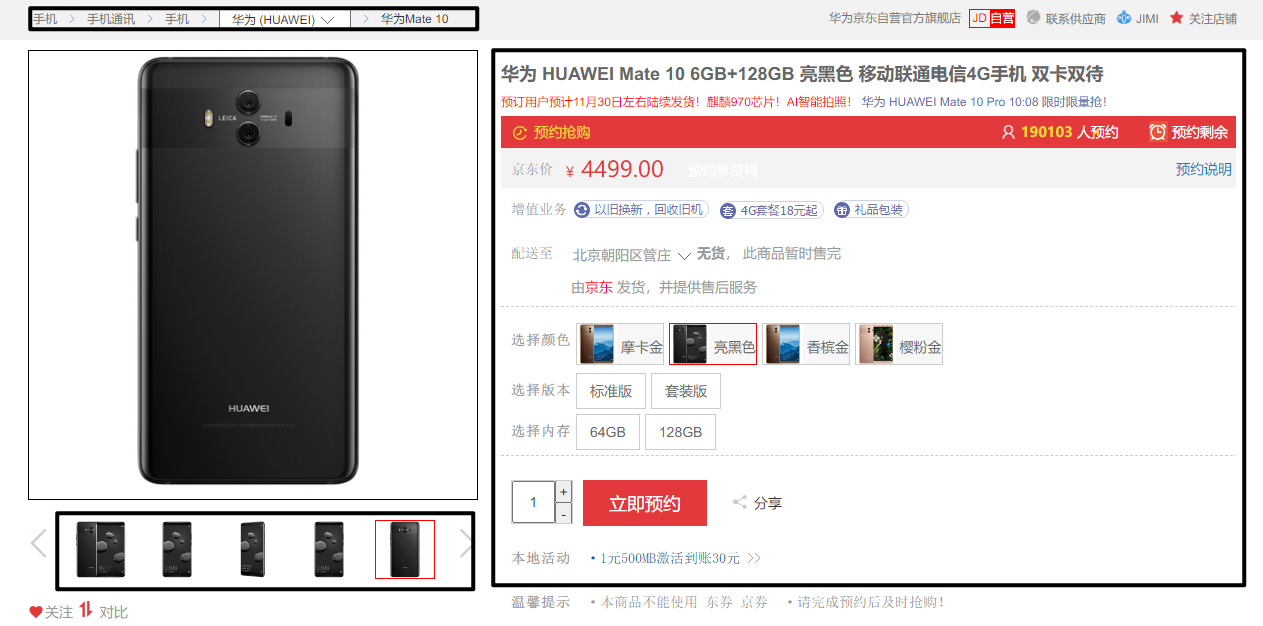 手机 > 手机通讯 > 手机 > 华为 (HUAWEI) > 华为Mate 10
华为京东自营官方旗舰店 JD 自营 联系供应商 JIMI 关注店铺
LEICA
HUAWEI
关注 对比
华为 HUAWEI Mate 10 6GB+128GB 亮黑色 移动联通电信4G手机 双卡双待
预订用户预计11月30日左右陆续发货！麒麟970芯片！AI智能拍照！ 华为 HUAWEI Mate 10 Pro 10:08 限时限量抢！
预约抢购 190103 人预约 预约剩余
京东价 ¥ 4499.00 预约享资格 预约说明
增值业务 以旧换新，回收旧机 套 4G套餐18元起 礼品包装
配送至 北京朝阳区管庄 无货， 此商品暂时售完
由京东 发货，并提供售后服务
选择颜色 摩卡金 亮黑色 香槟金 樱粉金
选择版本 标准版 套装版
选择内存 64GB 128GB
1 + - 立即预约 分享
本地活动 •1元500MB激活到账30元 >>
温馨提示 •本商品不能使用 东券 京券 •请完成预约后及时抢购！